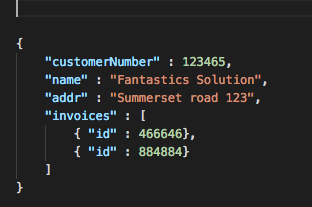 {
    "customerNumber" : 123465,
    "name" : "Fantastics Solution",
    "addr" : "Summerset road 123",
    "invoices" : [
        { "id" : 466646},
        { "id" : 884884}
    ]
}